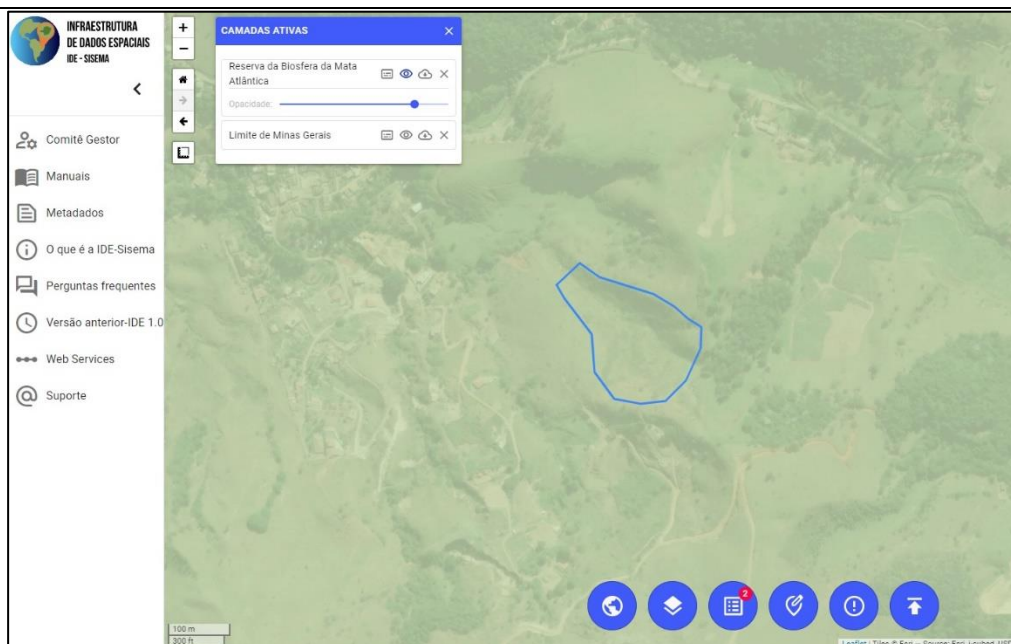 INFRAESTRUTURA
DE DADOS ESPACIAIS
IDE - SISEMA
Comitê Gestor
Manuais
Metadados
O que é a IDE-Sisema
Perguntas frequentes
Versão anterior-IDE 1.0
Web Services
Suporte
+
−
CAMADAS ATIVAS
Reserva da Biosfera da Mata
Atlântica
Opacidade:
Limite de Minas Gerais
2
100 m
300 ft
Leaflet | Tiles © Esri — Source: Esri, i-cubed, USD